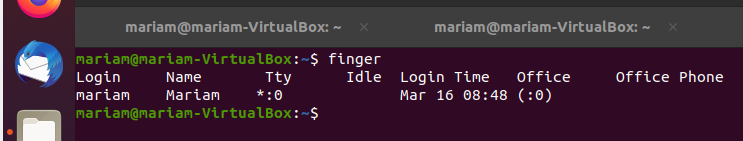 mariam@mariam-VirtualBox: ~ × mariam@mariam-VirtualBox: ~ ×
mariam@mariam-VirtualBox:~$ finger
Login     Name       Tty      Idle  Login Time   Office     Office Phone
mariam    Mariam    *:0             Mar 16 08:48 (:0)
mariam@mariam-VirtualBox:~$